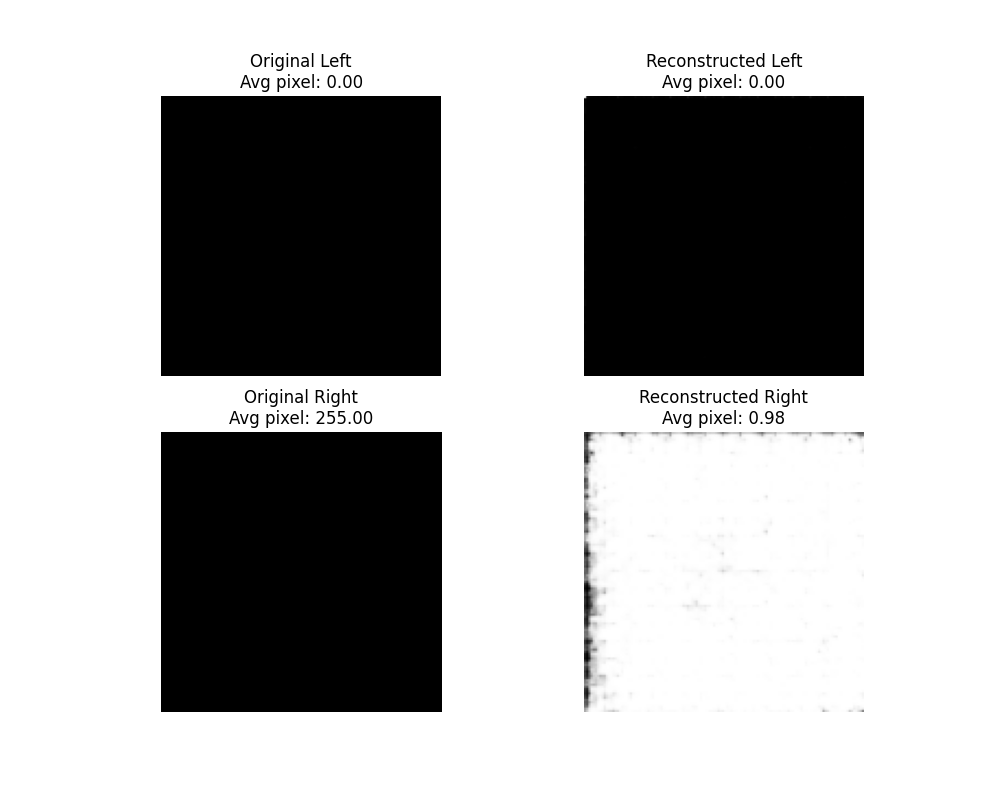 Original Left
Avg pixel: 0.00
Reconstructed Left
Avg pixel: 0.00
Original Right
Avg pixel: 255.00
Reconstructed Right
Avg pixel: 0.98